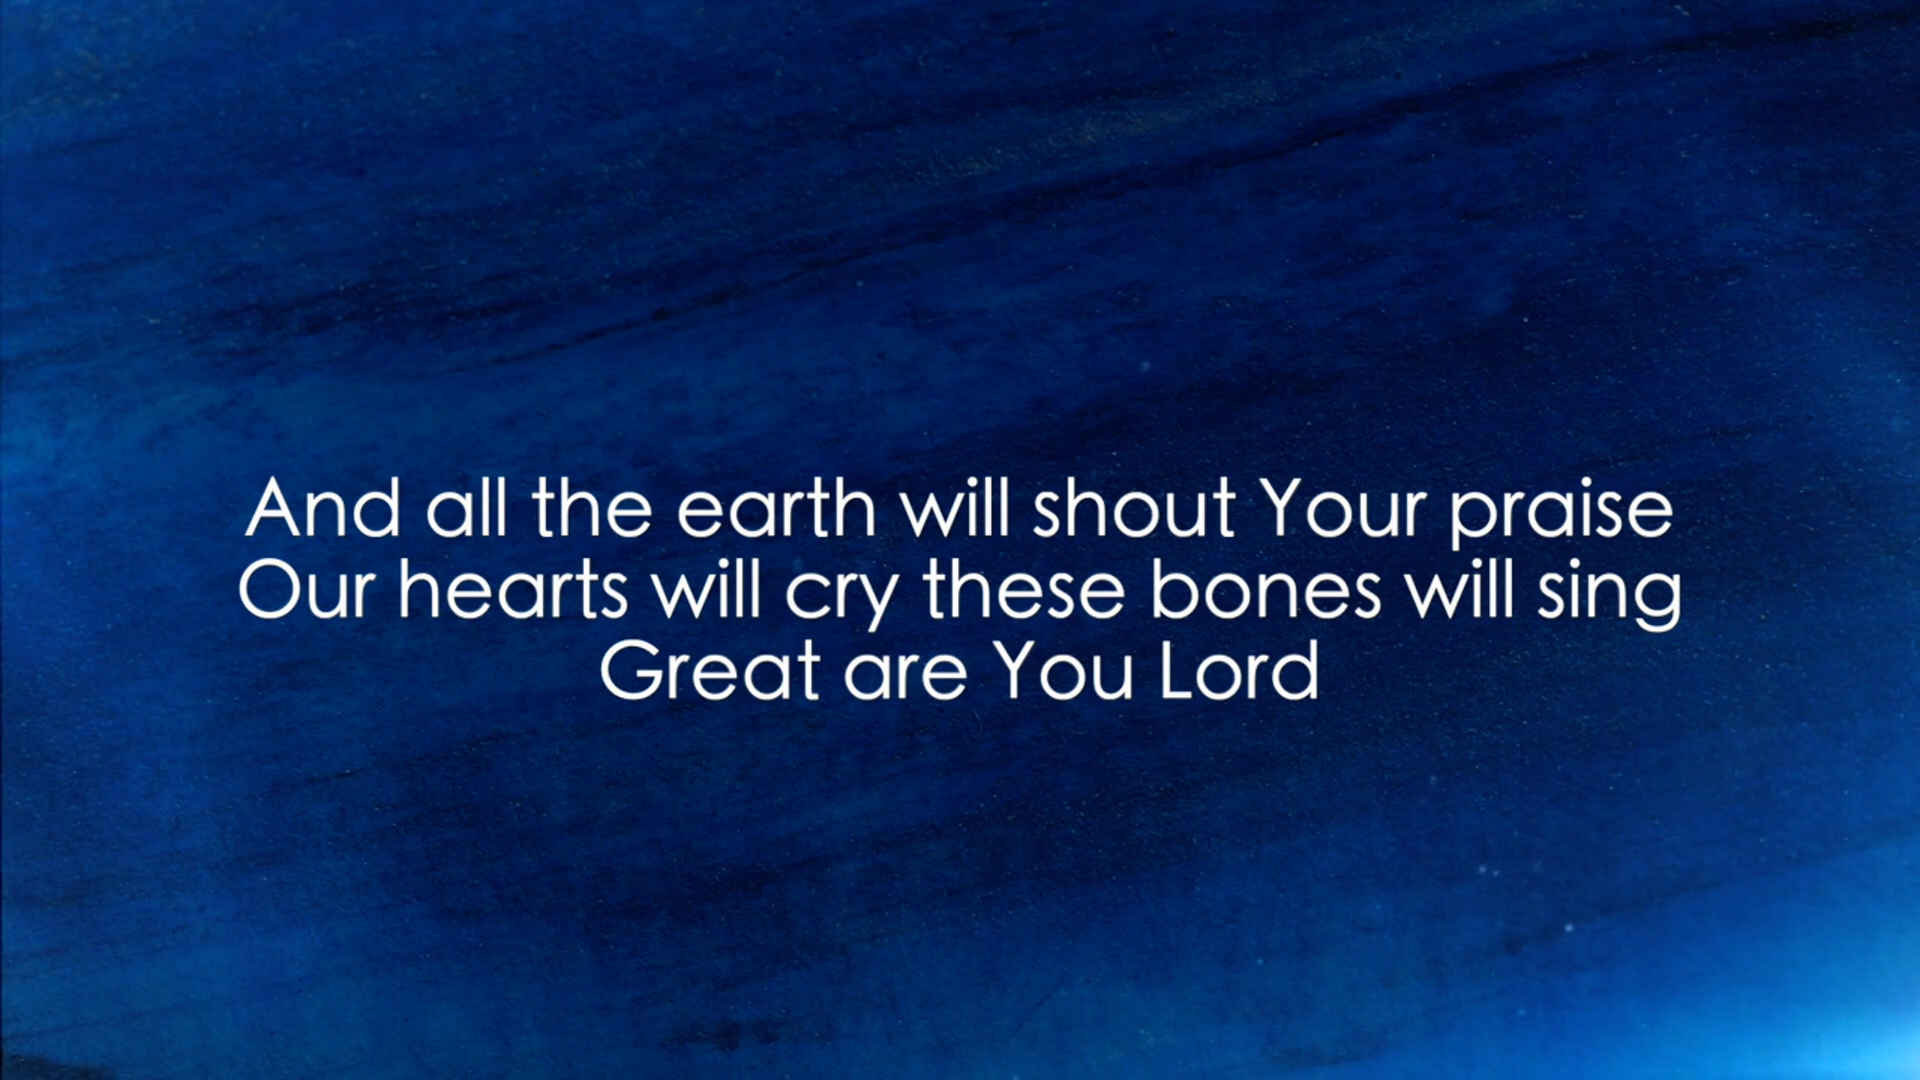 And all the earth will shout Your praise
Our hearts will cry these bones will sing
Great are You Lord